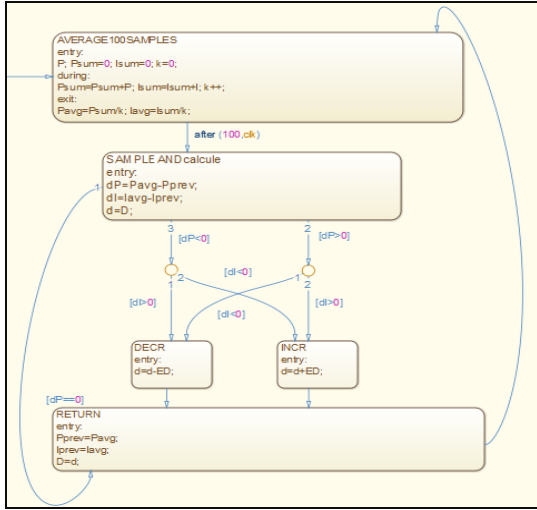 AVERAGE100SAMPLES
entry:
P; Psum=0; Isum=0; k=0;
during:
Psum=Psum+P; Isum=Isum+I; k++;
exit:
Pavg=Psum/k; Iavg=Isum/k;
after (100,clk)
SAMPLE AND calcule
entry:
dP=Pavg-Pprev;
dI=Iavg-Iprev;
d=D;
1
3
2
[dP<0]
[dP>0]
2
[dI<0]
1
1
2
[dI>0]
[dI<0]
[dI>0]
DECR
entry:
d=d-ED;
INCR
entry:
d=d+ED;
[dP==0]
RETURN
entry:
Pprev=Pavg;
Iprev=Iavg;
D=d;